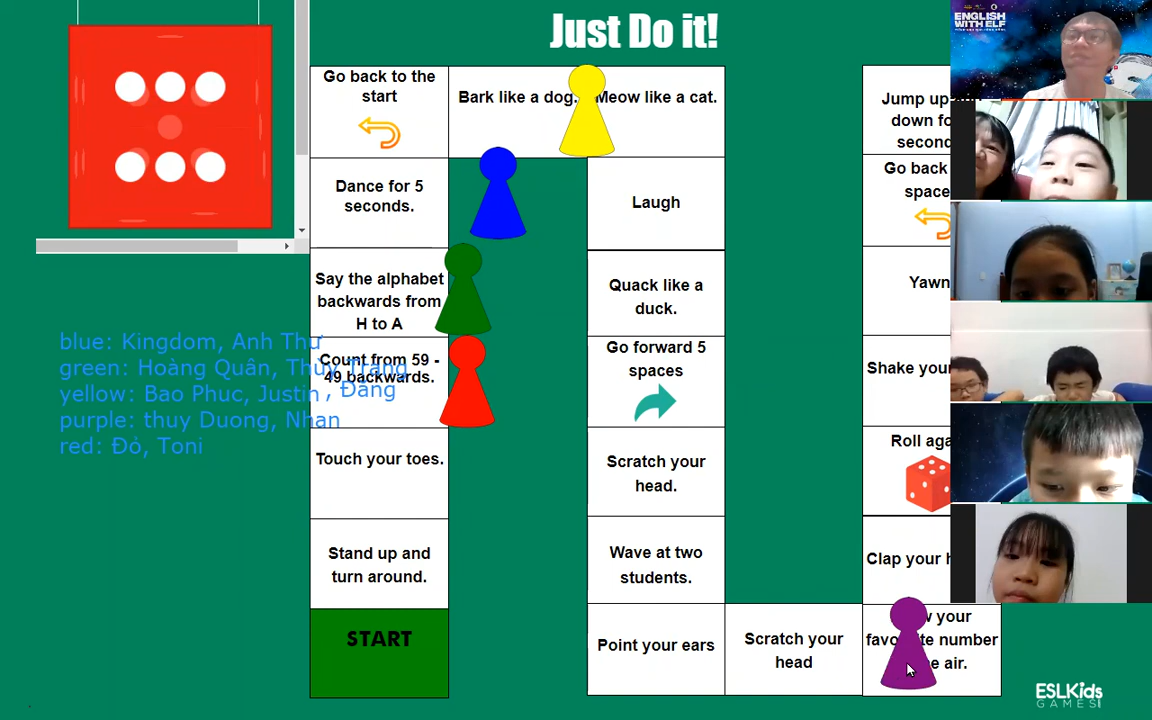 Just Do it!
ENGLISH
WITH ELF
Go back to the
start
Bark like a dog.
Meow like a cat.
Jump up
down fo
second
Dance for 5
seconds.
Laugh
Go back
space
Say the alphabet
backwards from
H to A
Quack like a
duck.
Yawn
Count from 59 -
49 backwards.
Go forward 5
spaces
Shake your
blue: Kingdom, Anh Thư
green: Hoàng Quân, Thùy Trang
yellow: Bao Phuc, Justin , Đăng
purple: thuy Duong, Nhan
red: Đỏ, Toni
Touch your toes.
Scratch your
head.
Roll aga
Stand up and
turn around.
Wave at two
students.
Clap your h
START
Point your ears
Scratch your
head
w your
favo te number
e air.
ESLKids
GAMES!